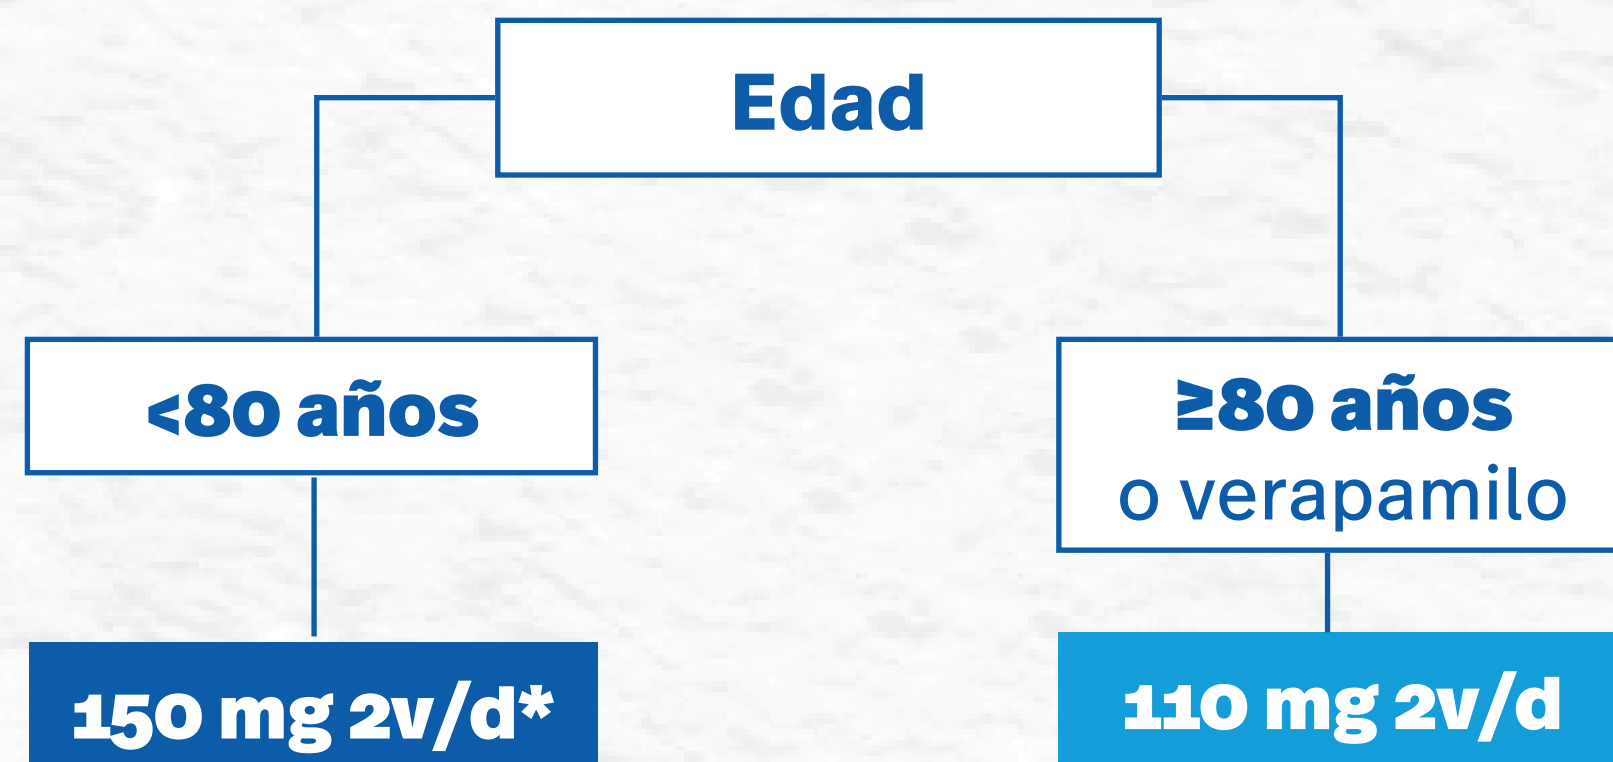 Edad
<80 años
≥80 años
o verapamilo
150 mg 2v/d*
110 mg 2v/d